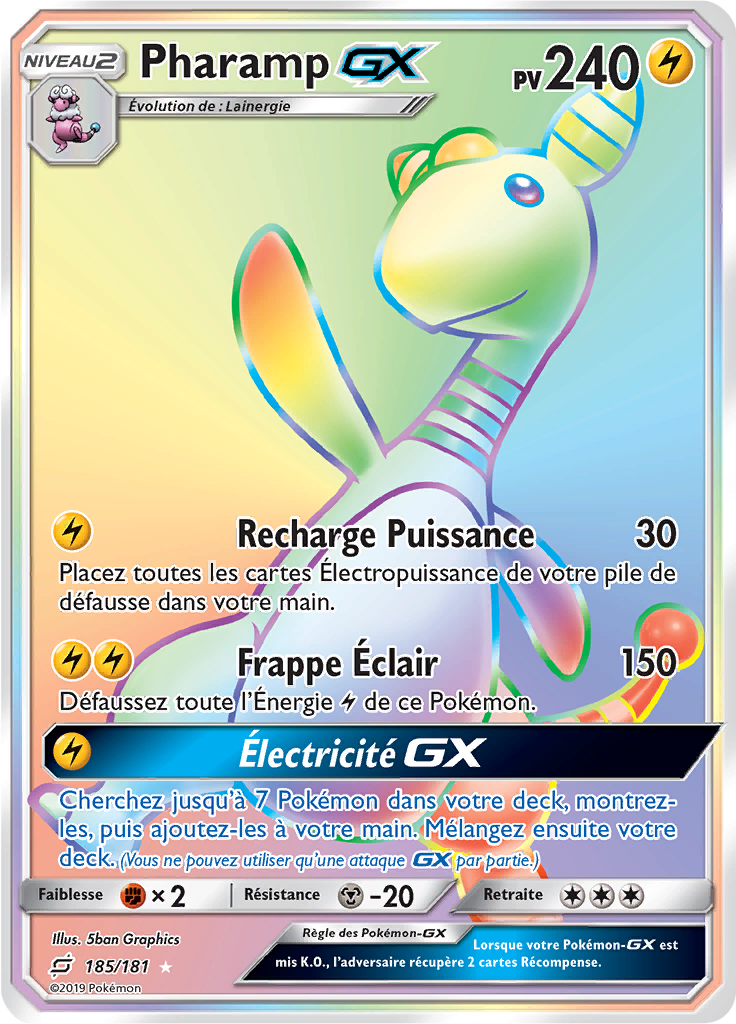 NIVEAU 2
Pharamp GX
PV 240
Évolution de : Lainergie
Recharge Puissance 30
Placez toutes les cartes Électropuissance de votre pile de
défausse dans votre main.
Frappe Éclair 150
Défaussez toute l'Énergie de ce Pokémon.
Électricité GX
Cherchez jusqu'à 7 Pokémon dans votre deck, montrez-
les, puis ajoutez-les à votre main. Mélangez ensuite votre
deck. (Vous ne pouvez utiliser qu'une attaque GX par partie.)
Faiblesse × 2 Résistance -20 Retraite
Illus. 5ban Graphics
Règle des Pokémon-GX
Lorsque votre Pokémon-GX est
mis K.O., l'adversaire récupère 2 cartes Récompense.
185/181
©2019 Pokémon